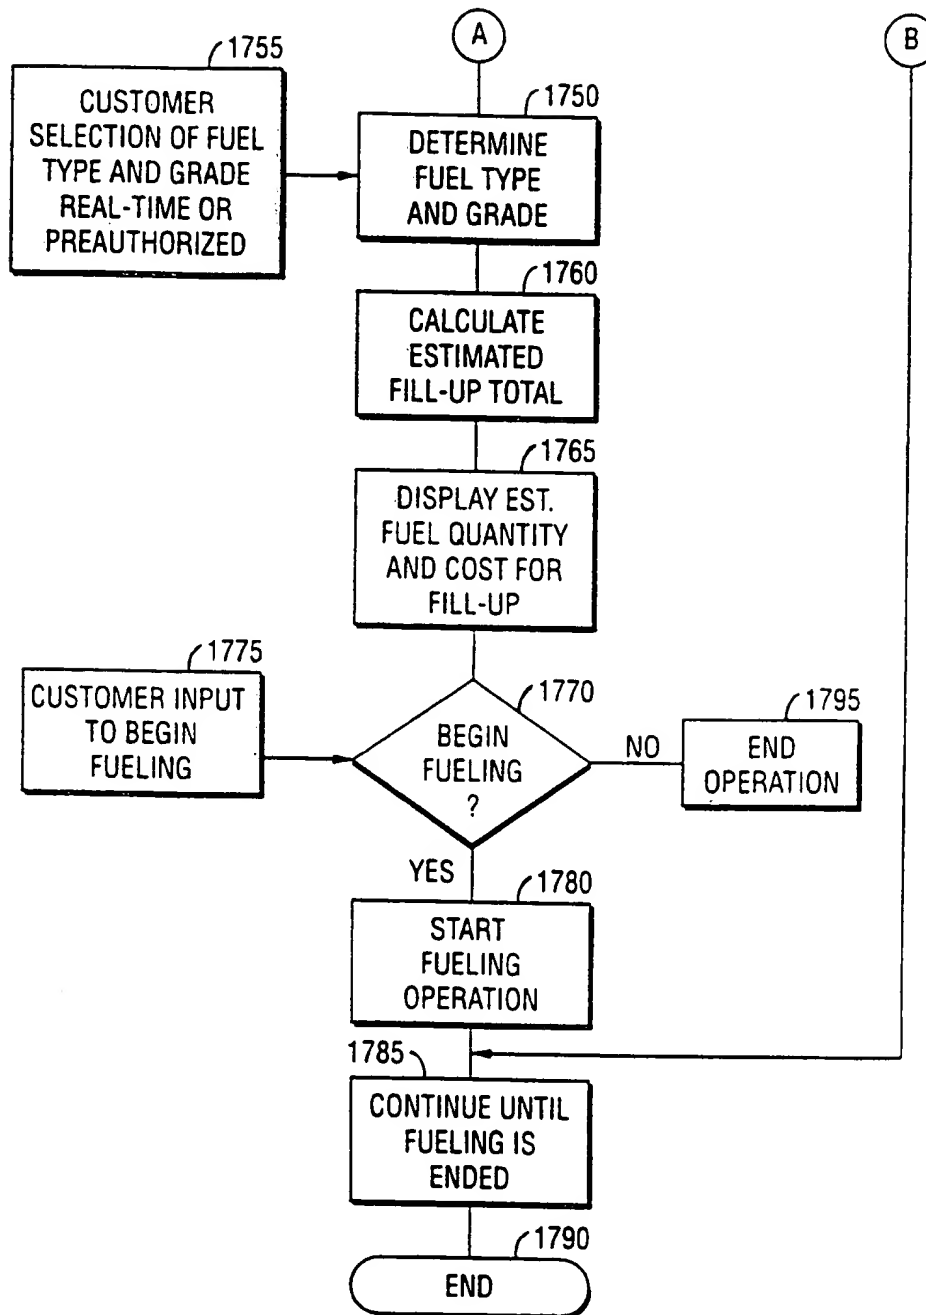 A
B
1755
CUSTOMER
SELECTION OF FUEL
TYPE AND GRADE
REAL-TIME OR
PREAUTHORIZED
1750
DETERMINE
FUEL TYPE
AND GRADE
1760
CALCULATE
ESTIMATED
FILL-UP TOTAL
1765
DISPLAY EST.
FUEL QUANTITY
AND COST FOR
FILL-UP
1775
CUSTOMER INPUT
TO BEGIN
FUELING
1770
BEGIN
FUELING
?
NO
1795
END
OPERATION
YES
1780
START
FUELING
OPERATION
1785
CONTINUE UNTIL
FUELING IS
ENDED
1790
END